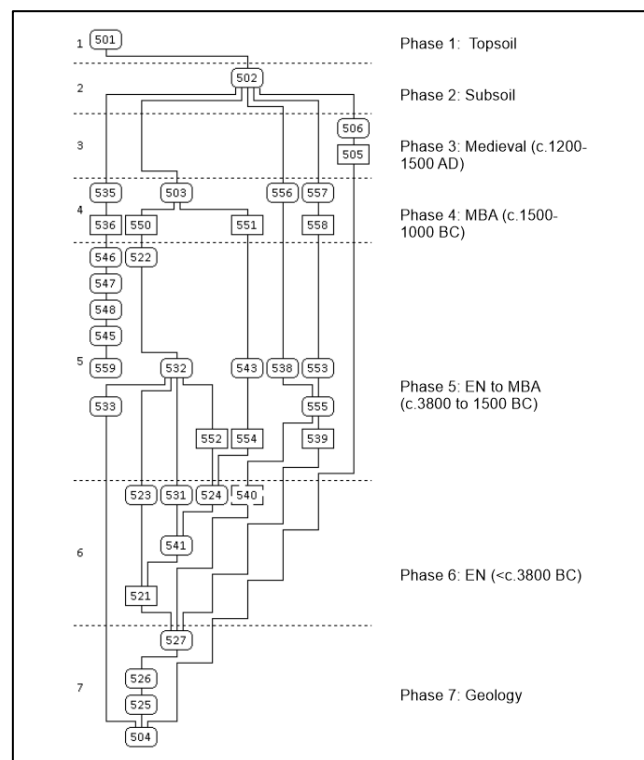 1 501 Phase 1: Topsoil
502
2 Phase 2: Subsoil
506
3 505 Phase 3: Medieval (c.1200-
1500 AD)
535 503 556 557
4 536 550 551 558 Phase 4: MBA (c.1500-
1000 BC)
546 522
547
548
545
5 559 532 543 538 553 Phase 5: EN to MBA
533 555 (c.3800 to 1500 BC)
552 554 539
523 531 524 540
541
6 Phase 6: EN (<c.3800 BC)
521
527
526
7 Phase 7: Geology
525
504